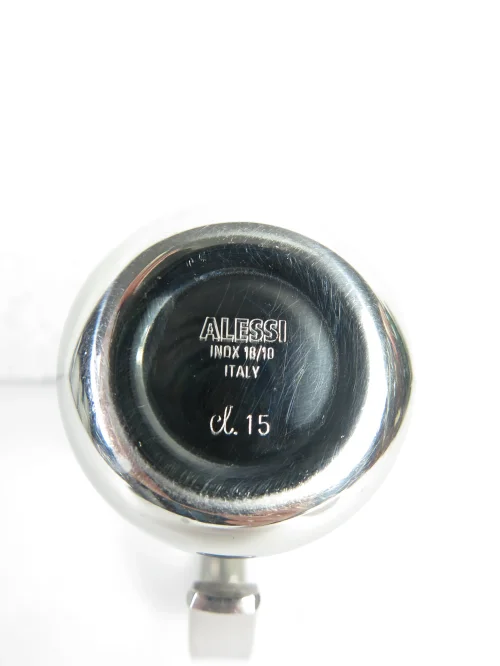 ALESSI
INOX 18/10
ITALY
cl. 15